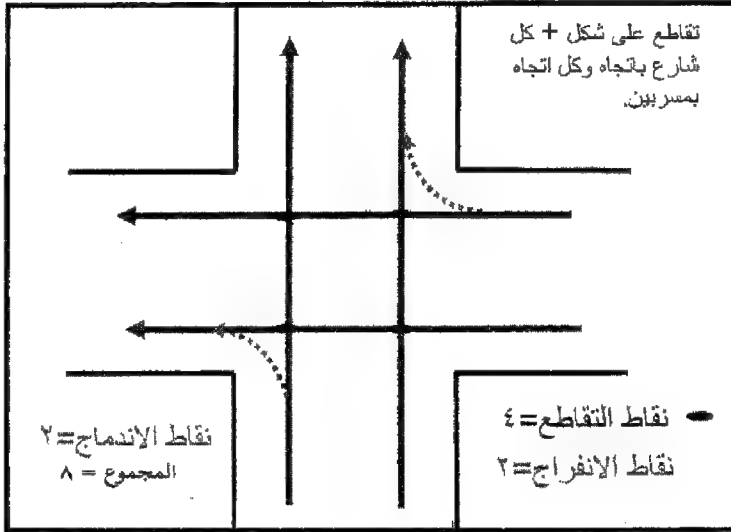 تقاطع على شكل + كل
شارع باتجاه وكل اتجاه
بمسربين.
نقاط التقاطع=٤
نقاط الانفراج=٢
نقاط الاندماج=٢
المجموع = ٨